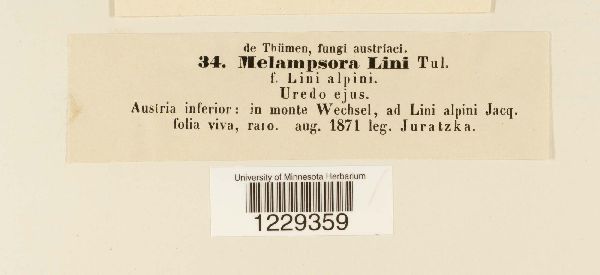 de Thümen, fungi austriaci.
34. Melampsora Lini Tul.
f. Lini alpini.
Uredo ejus.
Austria inferior: in monte Wechsel, ad Lini alpini Jacq.
folia viva, raro. aug. 1871 leg. Juratzka.
University of Minnesota Herbarium
1229359